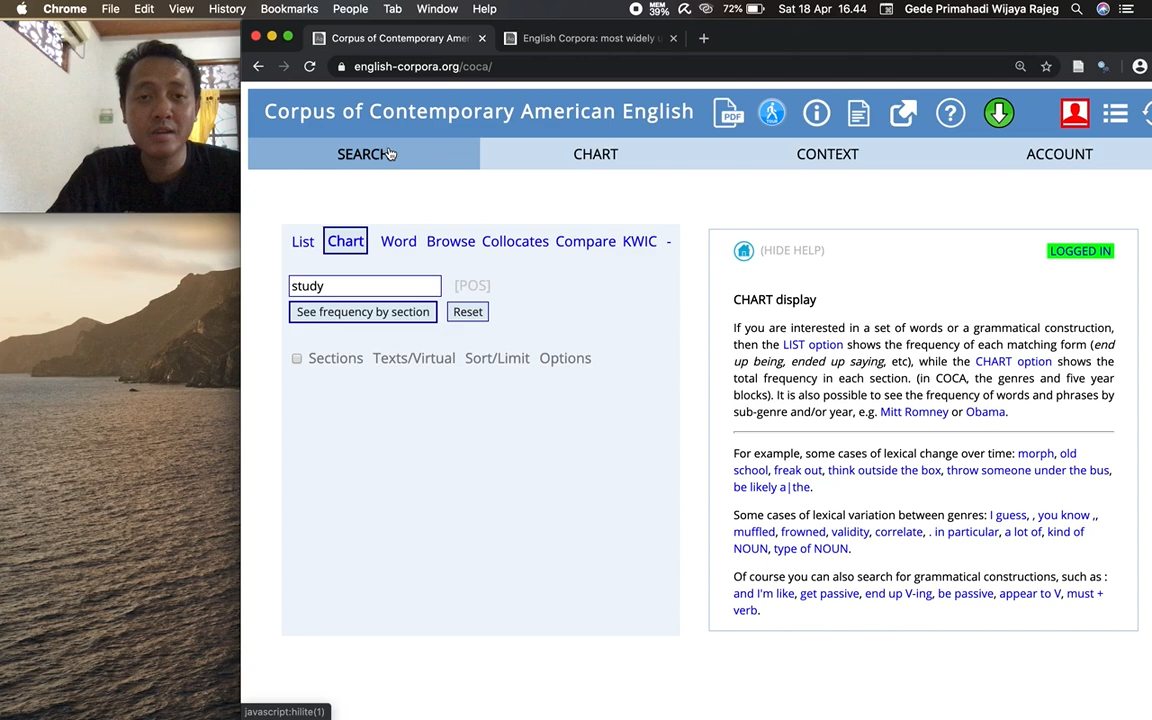 Chrome File Edit View History Bookmarks People Tab Window Help MEM 39% 72% Sat 18 Apr 16.44 Gede Primahadi Wijaya Rajeg
Corpus of Contemporary Amer
English Corpora: most widely u
english-corpora.org/coca/
Corpus of Contemporary American English PDF
SEARCH CHART CONTEXT ACCOUNT
List Chart Word Browse Collocates Compare KWIC -
study [POS]
See frequency by section Reset
Sections Texts/Virtual Sort/Limit Options
(HIDE HELP) LOGGED IN
CHART display
If you are interested in a set of words or a grammatical construction,
then the LIST option shows the frequency of each matching form (end
up being, ended up saying, etc), while the CHART option shows the
total frequency in each section. (in COCA, the genres and five year
blocks). It is also possible to see the frequency of words and phrases by
sub-genre and/or year, e.g. Mitt Romney or Obama.
For example, some cases of lexical change over time: morph, old
school, freak out, think outside the box, throw someone under the bus,
be likely a|the.
Some cases of lexical variation between genres: I guess, , you know ,,
muffled, frowned, validity, correlate, . in particular, a lot of, kind of
NOUN, type of NOUN.
Of course you can also search for grammatical constructions, such as :
and I'm like, get passive, end up V-ing, be passive, appear to V, must +
verb.
javascript:hilite(1)